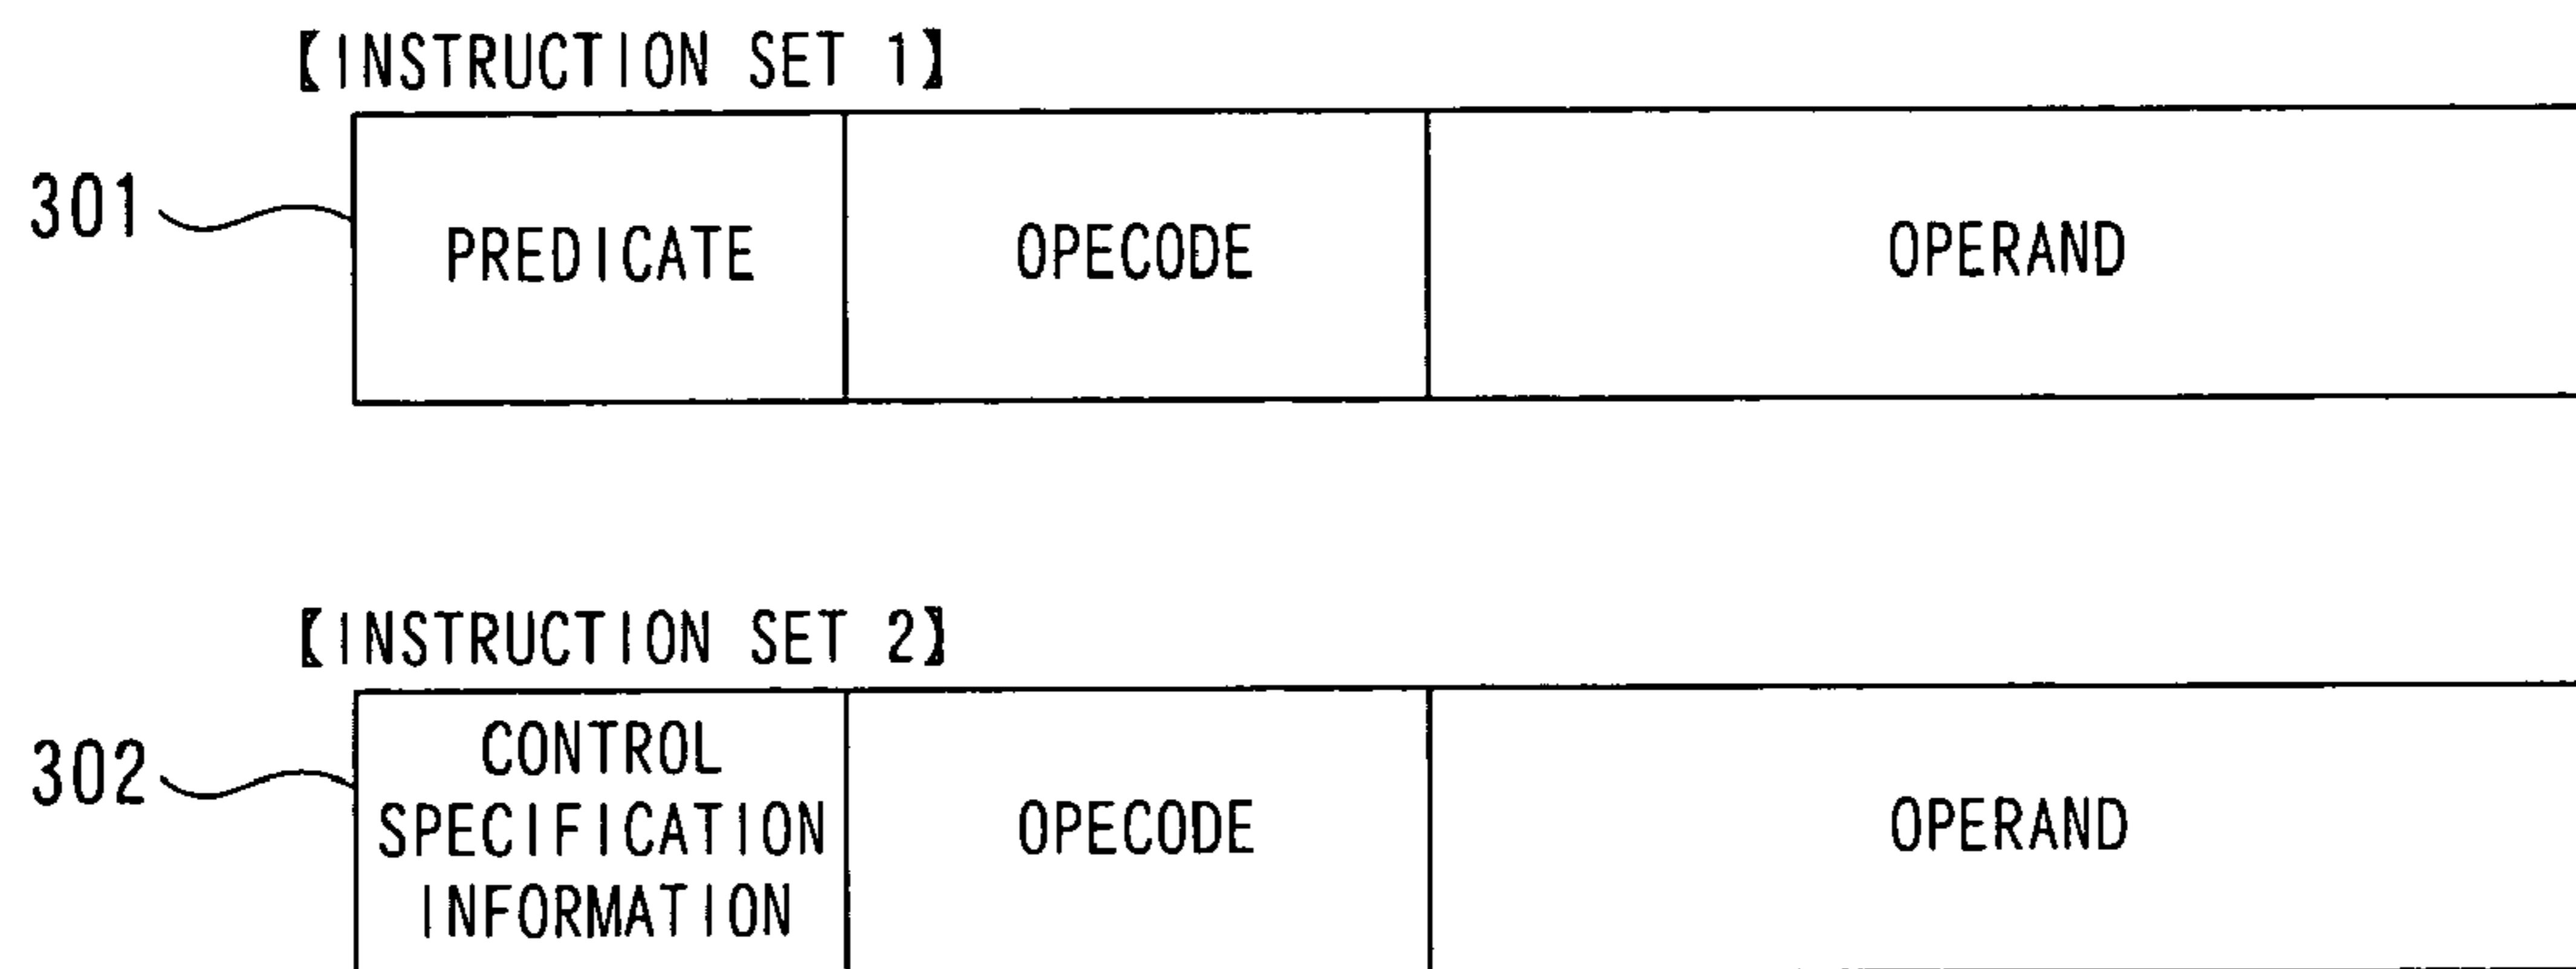 【INSTRUCTION SET 1】
301
PREDICATE
OPECODE
OPERAND
【INSTRUCTION SET 2】
302
CONTROL
SPECIFICATION
INFORMATION
OPECODE
OPERAND